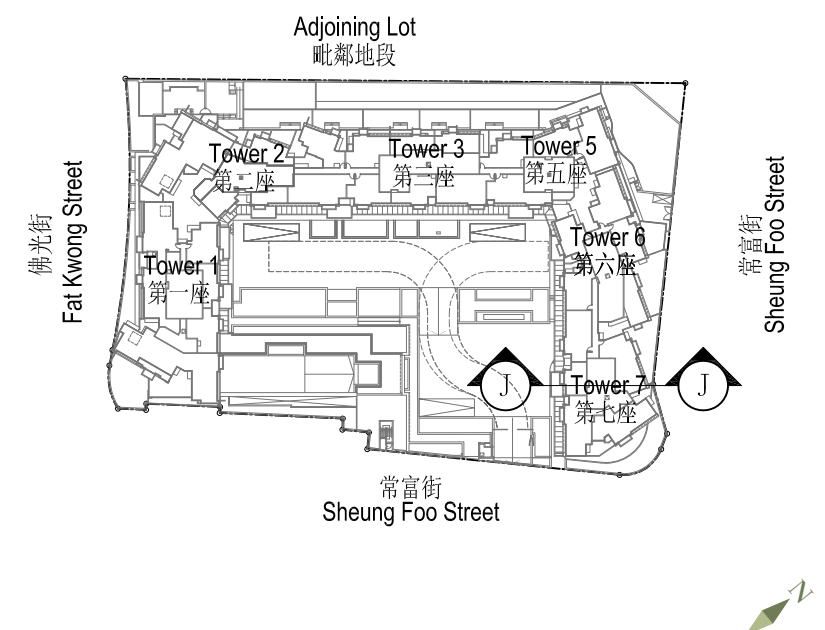 Adjoining Lot
毗鄰地段
Tower 2
第二座
Tower 3
第三座
Tower 5
第五座
佛光街
Fat Kwong Street
常富街
Sheung Foo Street
Tower 6
第六座
Tower 1
第一座
J
J
Tower 7
第七座
常富街
Sheung Foo Street
N